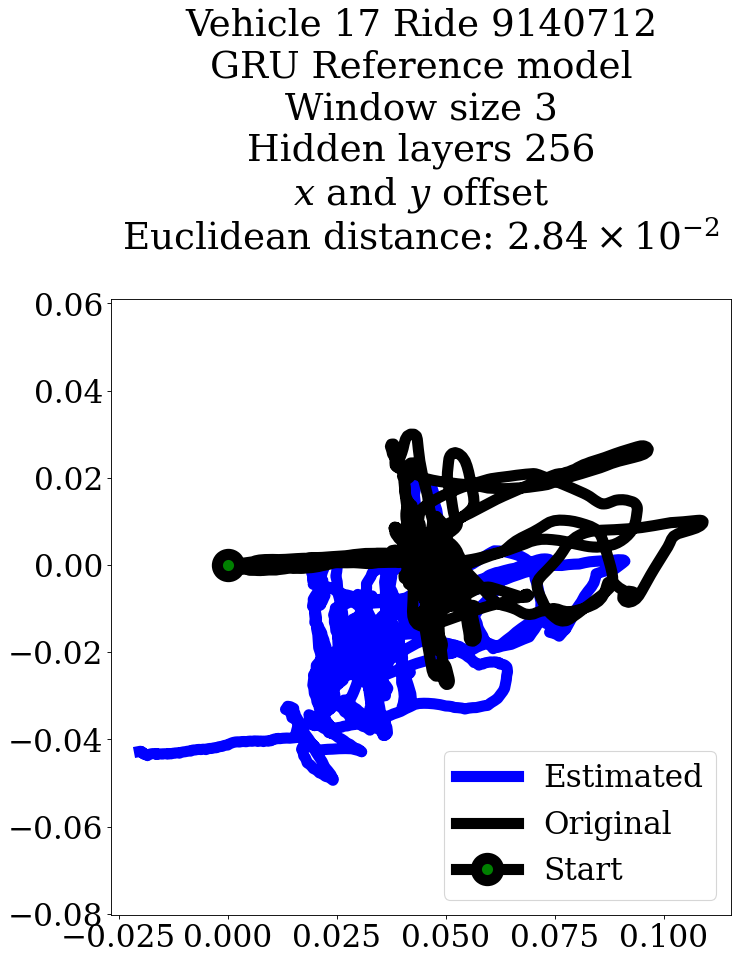 Vehicle 17 Ride 9140712
GRU Reference model
Window size 3
Hidden layers 256
x and y offset
Euclidean distance: 2.84 × 10⁻²
0.06
0.04
0.02
0.00
−0.02
−0.04
−0.06
−0.08
Estimated
Original
Start
−0.025 0.000 0.025 0.050 0.075 0.100